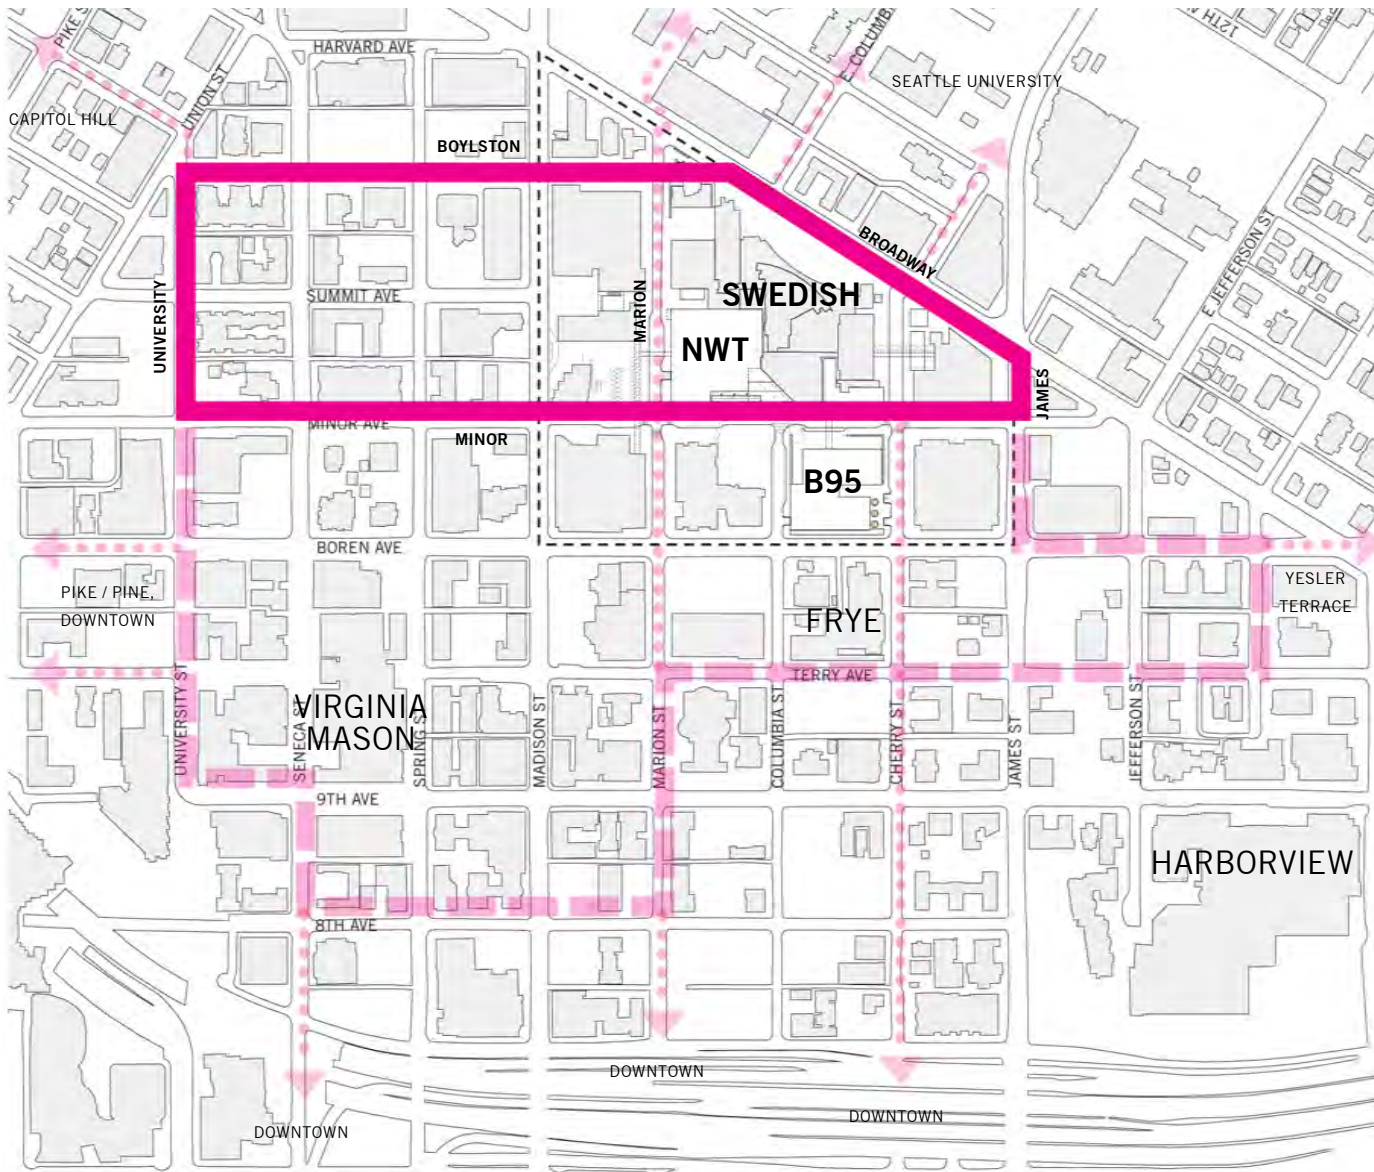 PIKE S
HARVARD AVE
UNION ST
E. COLUMB
12TH A
SEATTLE UNIVERSITY
CAPITOL HILL
BOYLSTON
BROADWAY
E JEFFERSON ST
SUMMIT AVE
UNIVERSITY
MARION
SWEDISH
NWT
JAMES
MINOR AVE
MINOR
B95
BOREN AVE
PIKE / PINE,
DOWNTOWN
YESLER
TERRACE
FRYE
TERRY AVE
UNIVERSITY ST
SENECA S
VIRGINIA
MASON
SPRING S
MADISON ST
MARION ST
COLUMBIA ST
CHERRY ST
JAMES ST
JEFFERSON ST
9TH AVE
HARBORVIEW
8TH AVE
DOWNTOWN
DOWNTOWN
DOWNTOWN